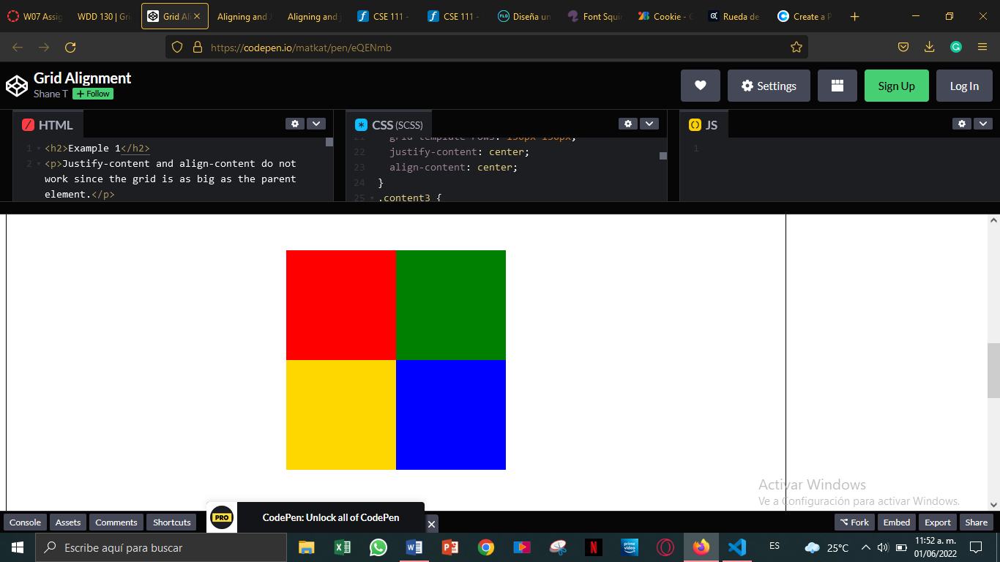 W07 Assig
WDD 130 | Gri
Grid Ali
Aligning and J
Aligning and j
CSE 111 -
CSE 111 -
Diseña un
Font Squir
Cookie - G
Rueda de
Create a P
https://codepen.io/matkat/pen/eQENmb
Grid Alignment
Shane T + Follow
Settings
Sign Up
Log In
HTML
1 <h2>Example 1</h2>
2 <p>Justify-content and align-content do not
work since the grid is as big as the parent
element.</p>
CSS (SCSS)
21 grid-template-rows: 150px 150px;
22 justify-content: center;
23 align-content: center;
24 }
25 .content3 {
JS
1
Activar Windows
Ve a Configuración para activar Windows.
Console
Assets
Comments
Shortcuts
PRO
CodePen: Unlock all of CodePen
Fork
Embed
Export
Share
Escribe aquí para buscar
prime video
ES
25°C
11:52 a. m.
01/06/2022